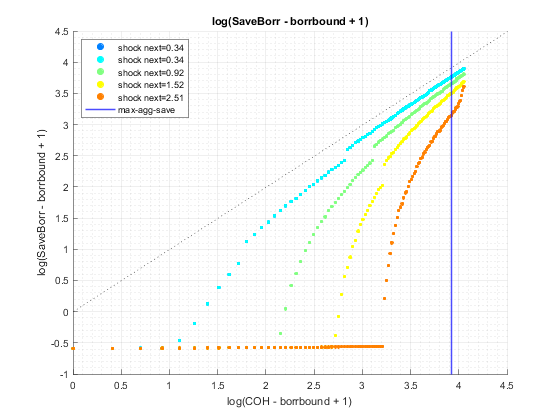 log(SaveBorr - borrbound + 1)
shock next=0.34
shock next=0.34
shock next=0.92
shock next=1.52
shock next=2.51
max-agg-save
log(SaveBorr - borrbound + 1)
4.5
4
3.5
3
2.5
2
1.5
1
0.5
0
-0.5
-1
0 0.5 1 1.5 2 2.5 3 3.5 4 4.5
log(COH - borrbound + 1)